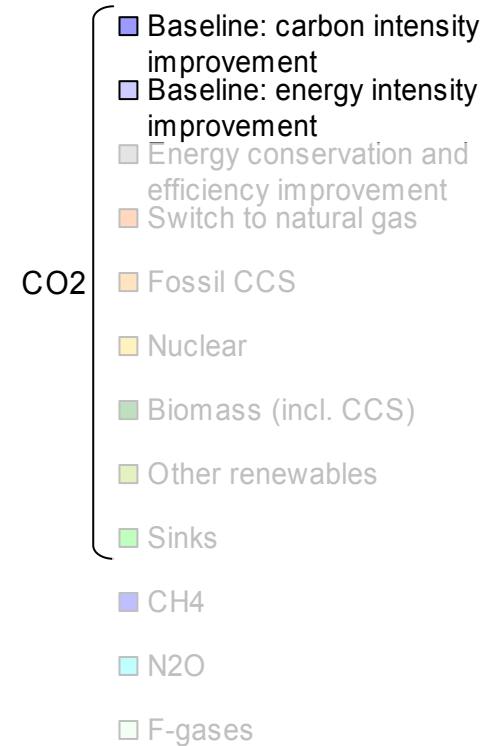 Baseline: carbon intensity
improvement
Baseline: energy intensity
improvement
Energy conservation and
efficiency improvement
Switch to natural gas
CO2
Fossil CCS
Nuclear
Biomass (incl. CCS)
Other renewables
Sinks
CH4
N2O
F-gases